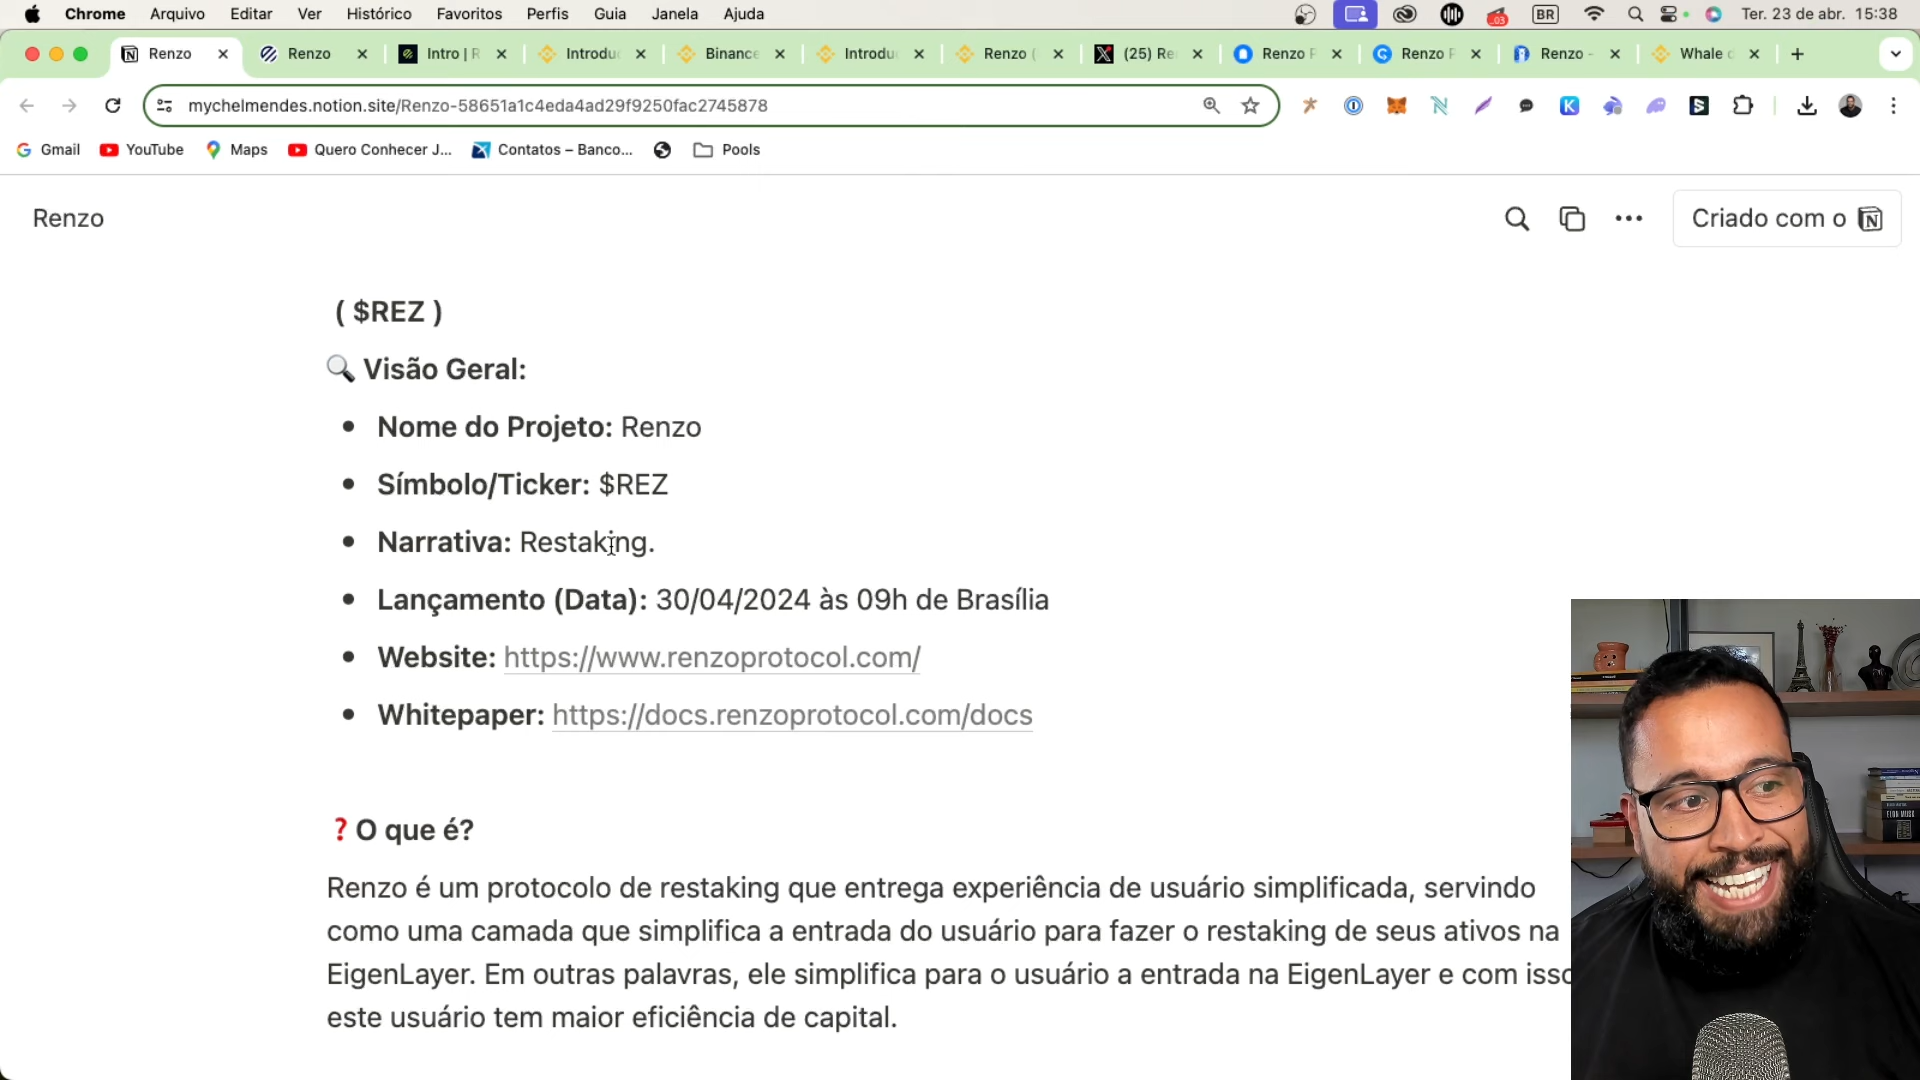 Chrome Arquivo Editar Ver Histórico Favoritos Perfis Guia Janela Ajuda
BR Ter. 23 de abr. 15:38
Renzo Renzo Intro | R Introdu Binance Introdu Renzo ( (25) Re Renzo P Renzo P Renzo - Whale
mychelmendes.notion.site/Renzo-58651a1c4eda4ad29f9250fac2745878
Gmail YouTube Maps Quero Conhecer J... Contatos – Banco... Pools
Renzo
Criado com o
( $REZ )
Visão Geral:
• Nome do Projeto: Renzo
• Símbolo/Ticker: $REZ
• Narrativa: Restaking.
• Lançamento (Data): 30/04/2024 às 09h de Brasília
• Website: https://www.renzoprotocol.com/
• Whitepaper: https://docs.renzoprotocol.com/docs
❓O que é?
Renzo é um protocolo de restaking que entrega experiência de usuário simplificada, servindo
como uma camada que simplifica a entrada do usuário para fazer o restaking de seus ativos na
EigenLayer. Em outras palavras, ele simplifica para o usuário a entrada na EigenLayer e com isso
este usuário tem maior eficiência de capital.
ELON MUSK